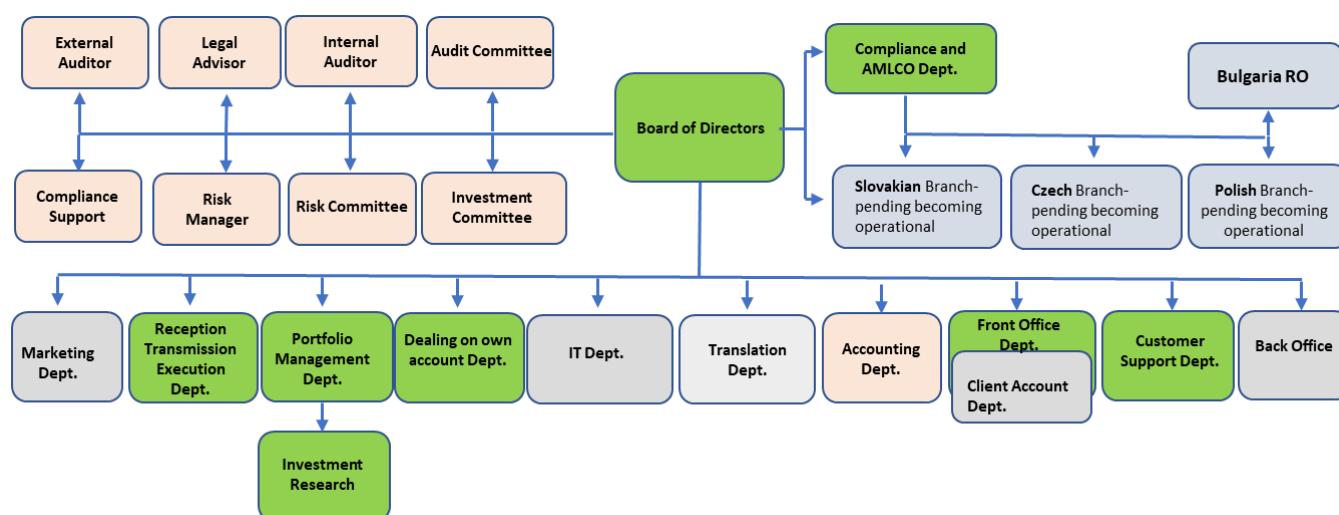 External
Auditor
Legal
Advisor
Internal
Auditor
Audit Committee
Compliance and
AMLCO Dept.
Bulgaria RO
Board of Directors
Compliance
Support
Risk
Manager
Risk Committee
Investment
Committee
Slovakian Branch-
pending becoming
operational
Czech Branch-
pending becoming
operational
Polish Branch-
pending becoming
operational
Marketing
Dept.
Reception
Transmission
Execution
Dept.
Portfolio
Management
Dept.
Dealing on own
account Dept.
IT Dept.
Translation
Dept.
Accounting
Dept.
Front Office
Dept.
Client Account
Dept.
Customer
Support Dept.
Back Office
Investment
Research